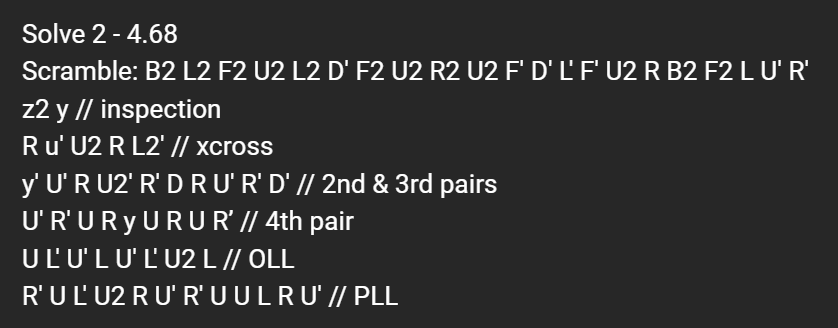 Solve 2 - 4.68
Scramble: B2 L2 F2 U2 L2 D' F2 U2 R2 U2 F' D' L' F' U2 R B2 F2 L U' R'
z2 y // inspection
R u' U2 R L2' // xcross
y' U' R U2' R' D R U' R' D' // 2nd & 3rd pairs
U' R' U R y U R U R’ // 4th pair
U L' U' L U' L' U2 L // OLL
R' U L' U2 R U' R' U U L R U' // PLL